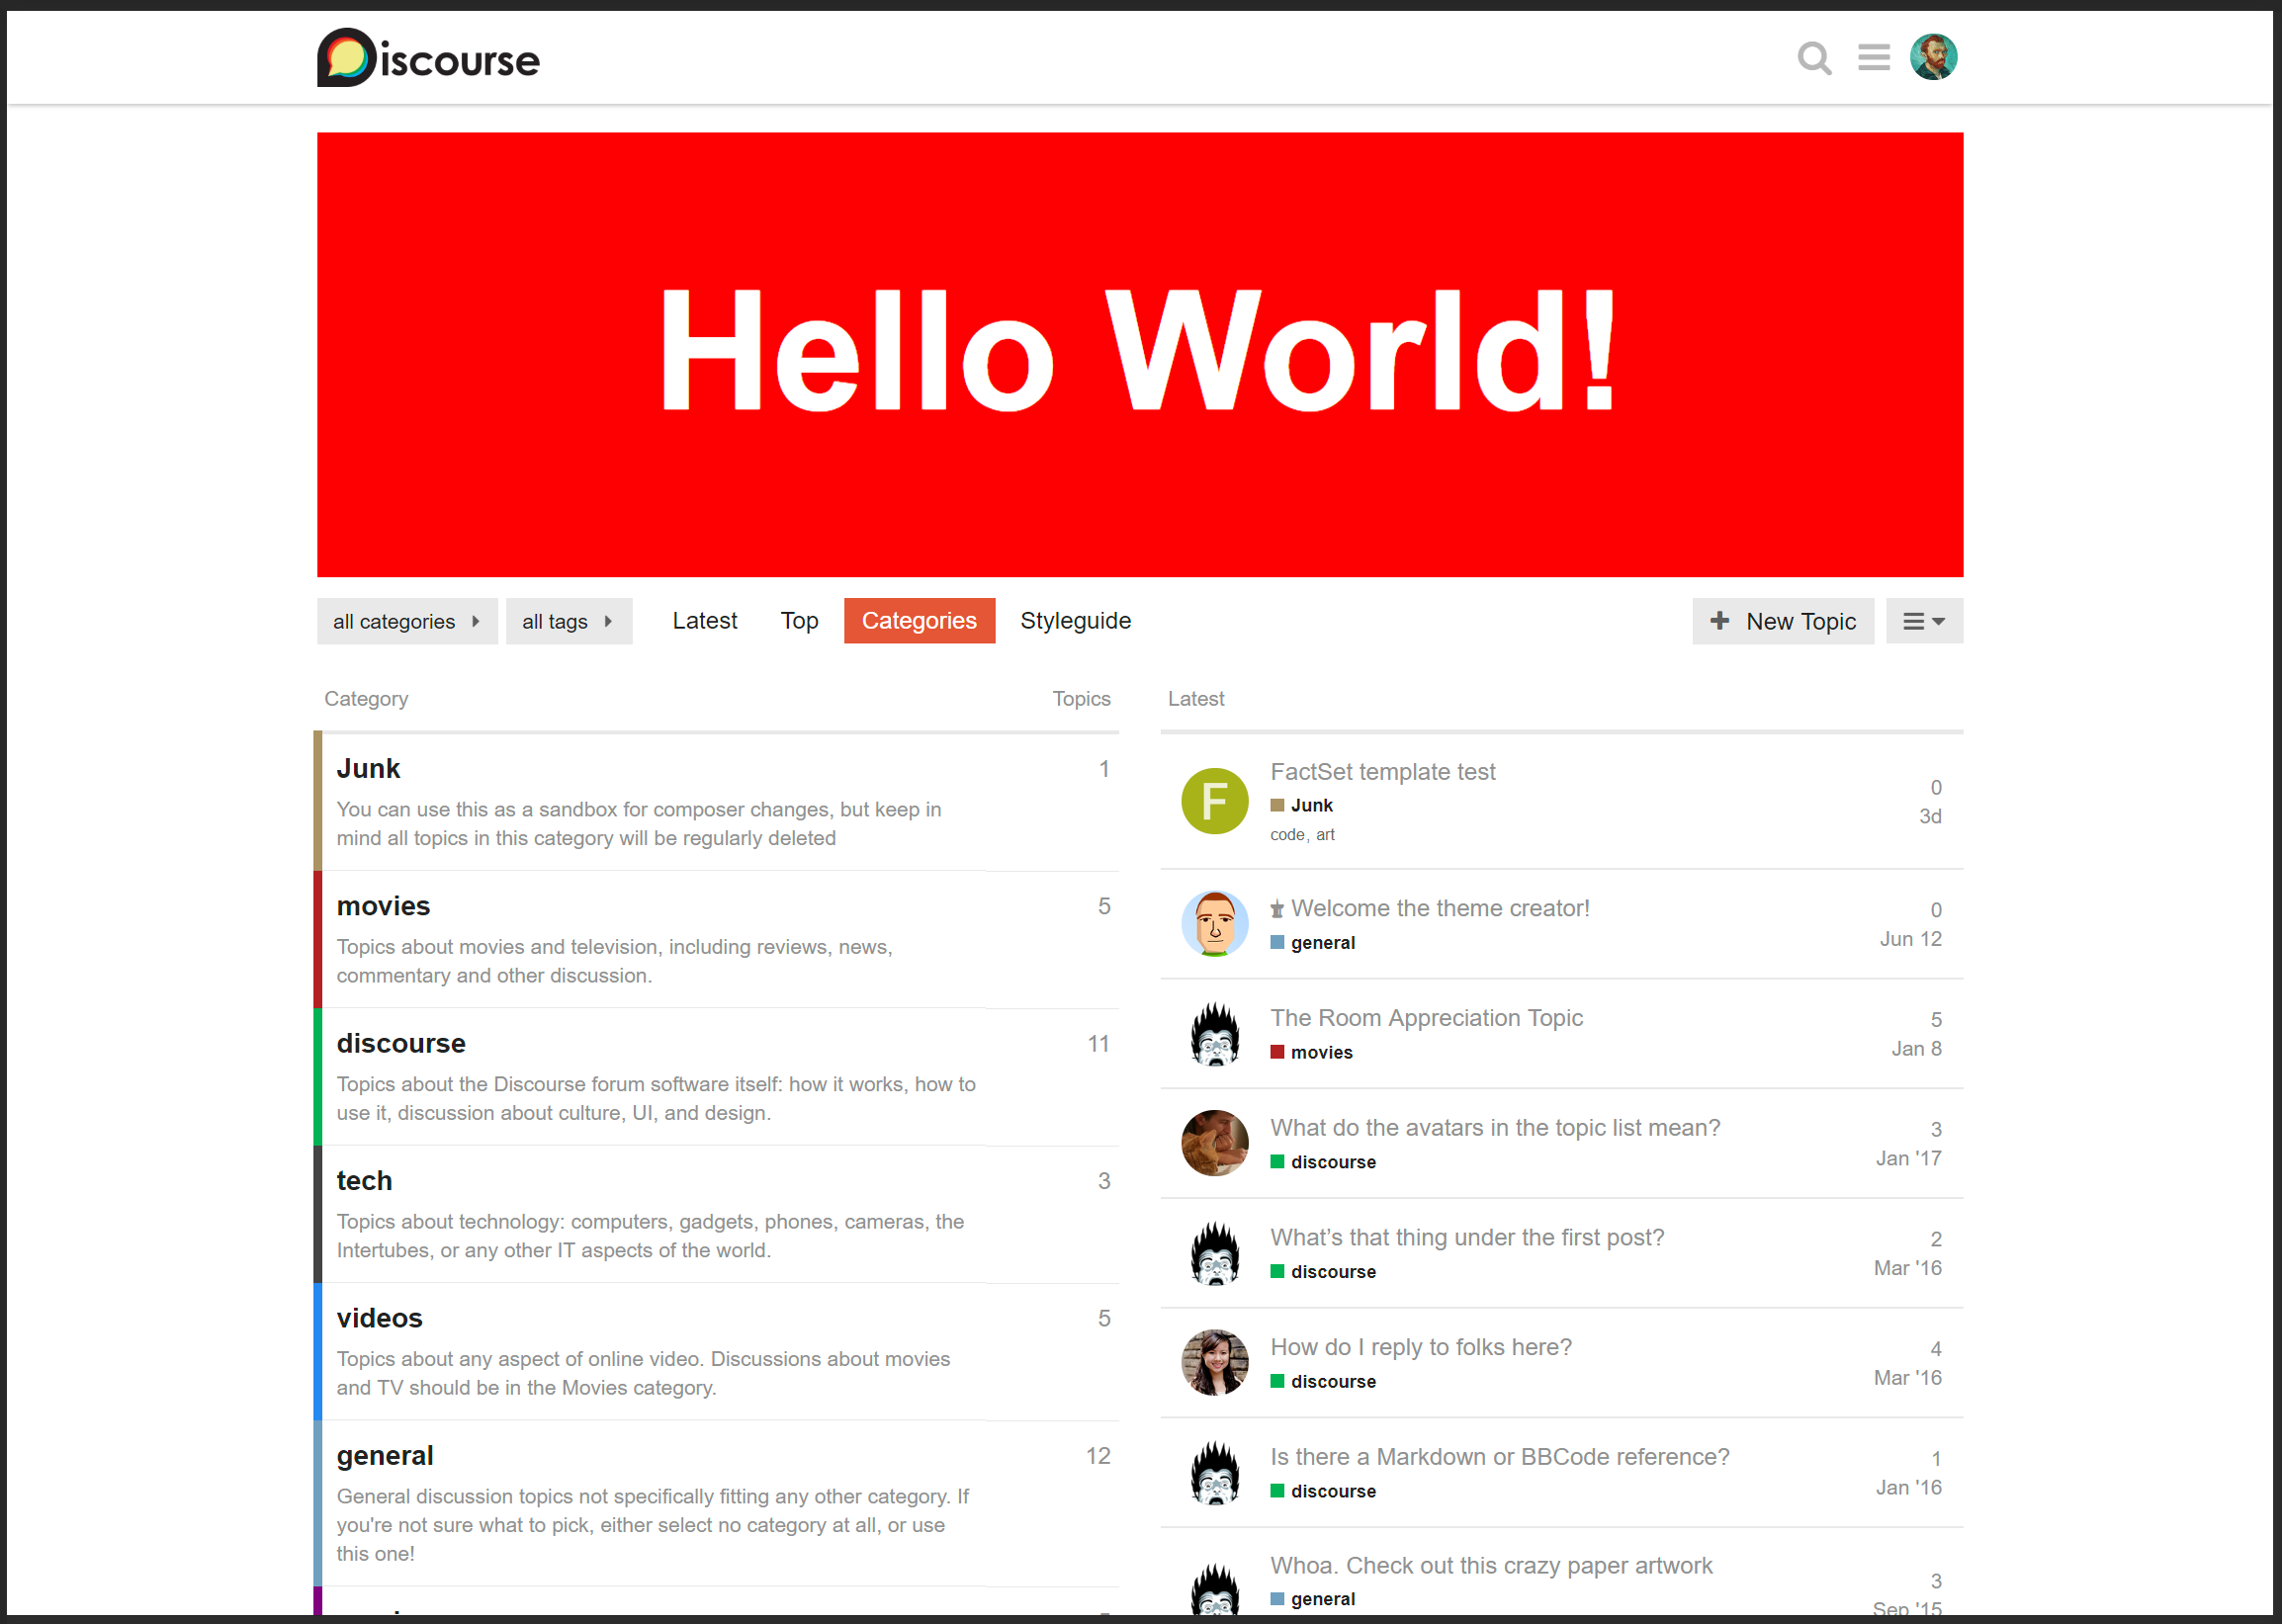 Discourse
Hello World!
all categories
all tags
Latest
Top
Categories
Styleguide
New Topic
Category
Topics
Junk
1
You can use this as a sandbox for composer changes, but keep in
mind all topics in this category will be regularly deleted
movies
5
Topics about movies and television, including reviews, news,
commentary and other discussion.
discourse
11
Topics about the Discourse forum software itself: how it works, how to
use it, discussion about culture, UI, and design.
tech
3
Topics about technology: computers, gadgets, phones, cameras, the
Intertubes, or any other IT aspects of the world.
videos
5
Topics about any aspect of online video. Discussions about movies
and TV should be in the Movies category.
general
12
General discussion topics not specifically fitting any other category. If
you're not sure what to pick, either select no category at all, or use
this one!
Latest
F
FactSet template test
Junk
code, art
0
3d
Welcome the theme creator!
general
0
Jun 12
The Room Appreciation Topic
movies
5
Jan 8
What do the avatars in the topic list mean?
discourse
3
Jan '17
What’s that thing under the first post?
discourse
2
Mar '16
How do I reply to folks here?
discourse
4
Mar '16
Is there a Markdown or BBCode reference?
discourse
1
Jan '16
Whoa. Check out this crazy paper artwork
general
3
Sep '15